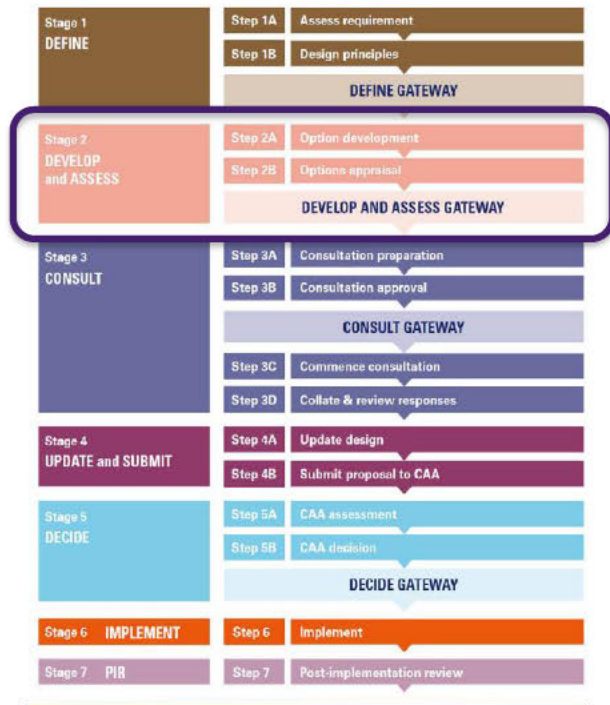 Stage 1
DEFINE
Step 1A Assess requirement
Step 1B Design principles
DEFINE GATEWAY
Stage 2
DEVELOP
and ASSESS
Step 2A Option development
Step 2B Options appraisal
DEVELOP AND ASSESS GATEWAY
Stage 3
CONSULT
Step 3A Consultation preparation
Step 3B Consultation approval
CONSULT GATEWAY
Step 3C Commence consultation
Step 3D Collate & review responses
Stage 4
UPDATE and SUBMIT
Step 4A Update design
Step 4B Submit proposal to CAA
Stage 5
DECIDE
Step 5A CAA assessment
Step 5B CAA decision
DECIDE GATEWAY
Stage 6 IMPLEMENT Step 6 Implement
Stage 7 PIR Step 7 Post-implementation review